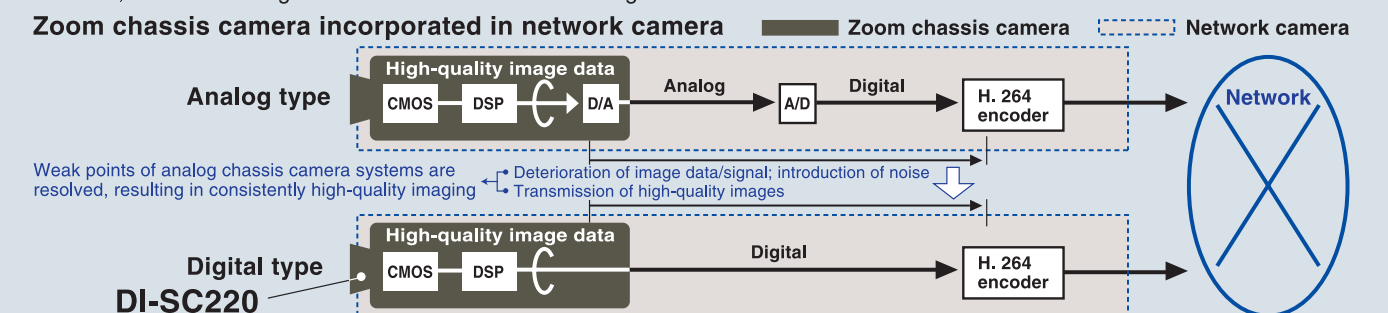 Zoom chassis camera incorporated in network camera
Zoom chassis camera
Network camera
Analog type
High-quality image data
CMOS
DSP
D/A
Analog
A/D
Digital
H. 264
encoder
Network
Weak points of analog chassis camera systems are
resolved, resulting in consistently high-quality imaging
Deterioration of image data/signal; introduction of noise
Transmission of high-quality images
Digital type
DI-SC220
High-quality image data
CMOS
DSP
Digital
H. 264
encoder